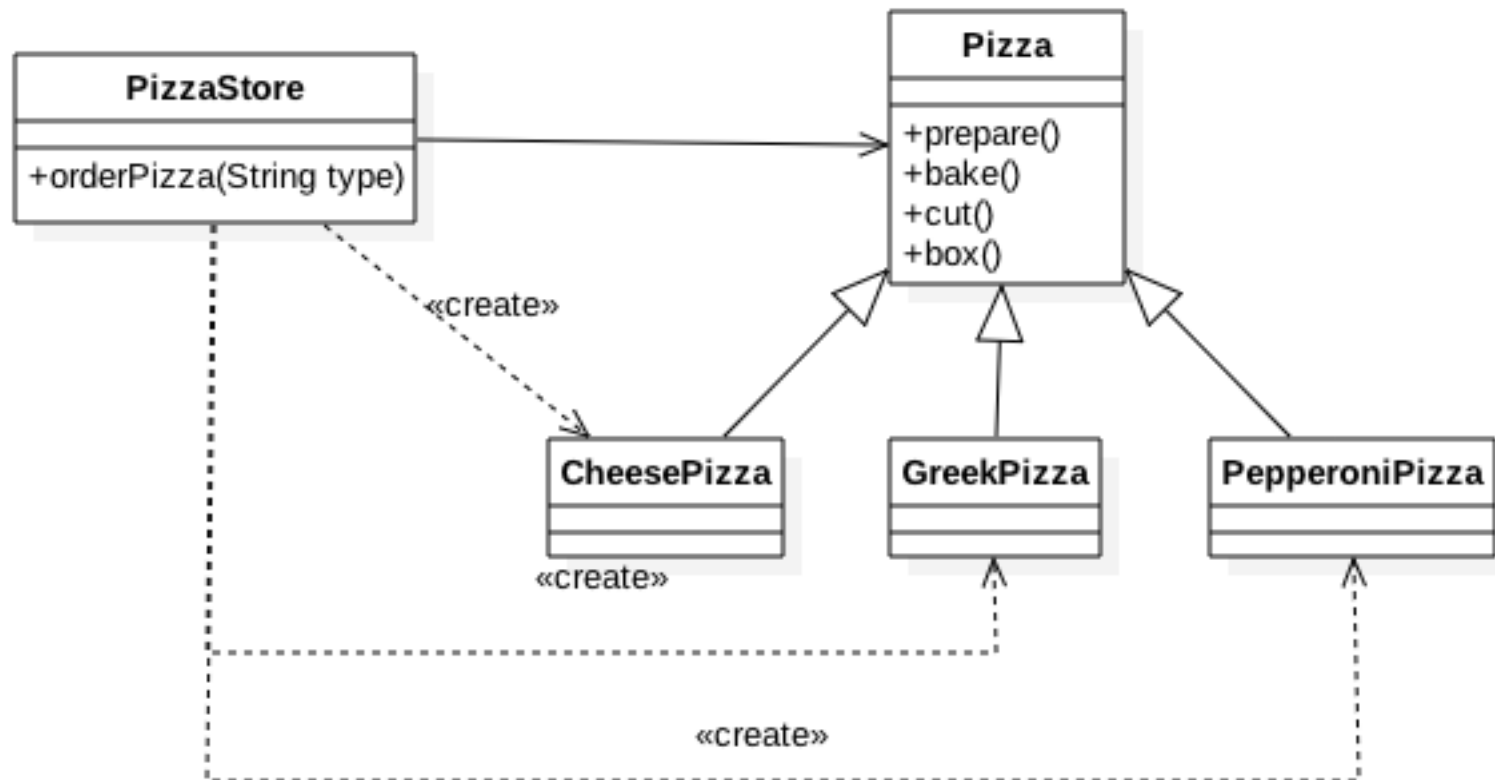 PizzaStore
+orderPizza(String type)
Pizza
+prepare()
+bake()
+cut()
+box()
«create»
CheesePizza
GreekPizza
PepperoniPizza
«create»
«create»